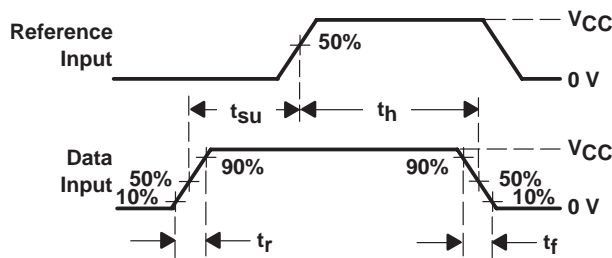 Reference
Input
50%
VCC
0 V
tsu
th
Data
Input
50%
10%
90%
90%
VCC
50%
10%
0 V
tr
tf